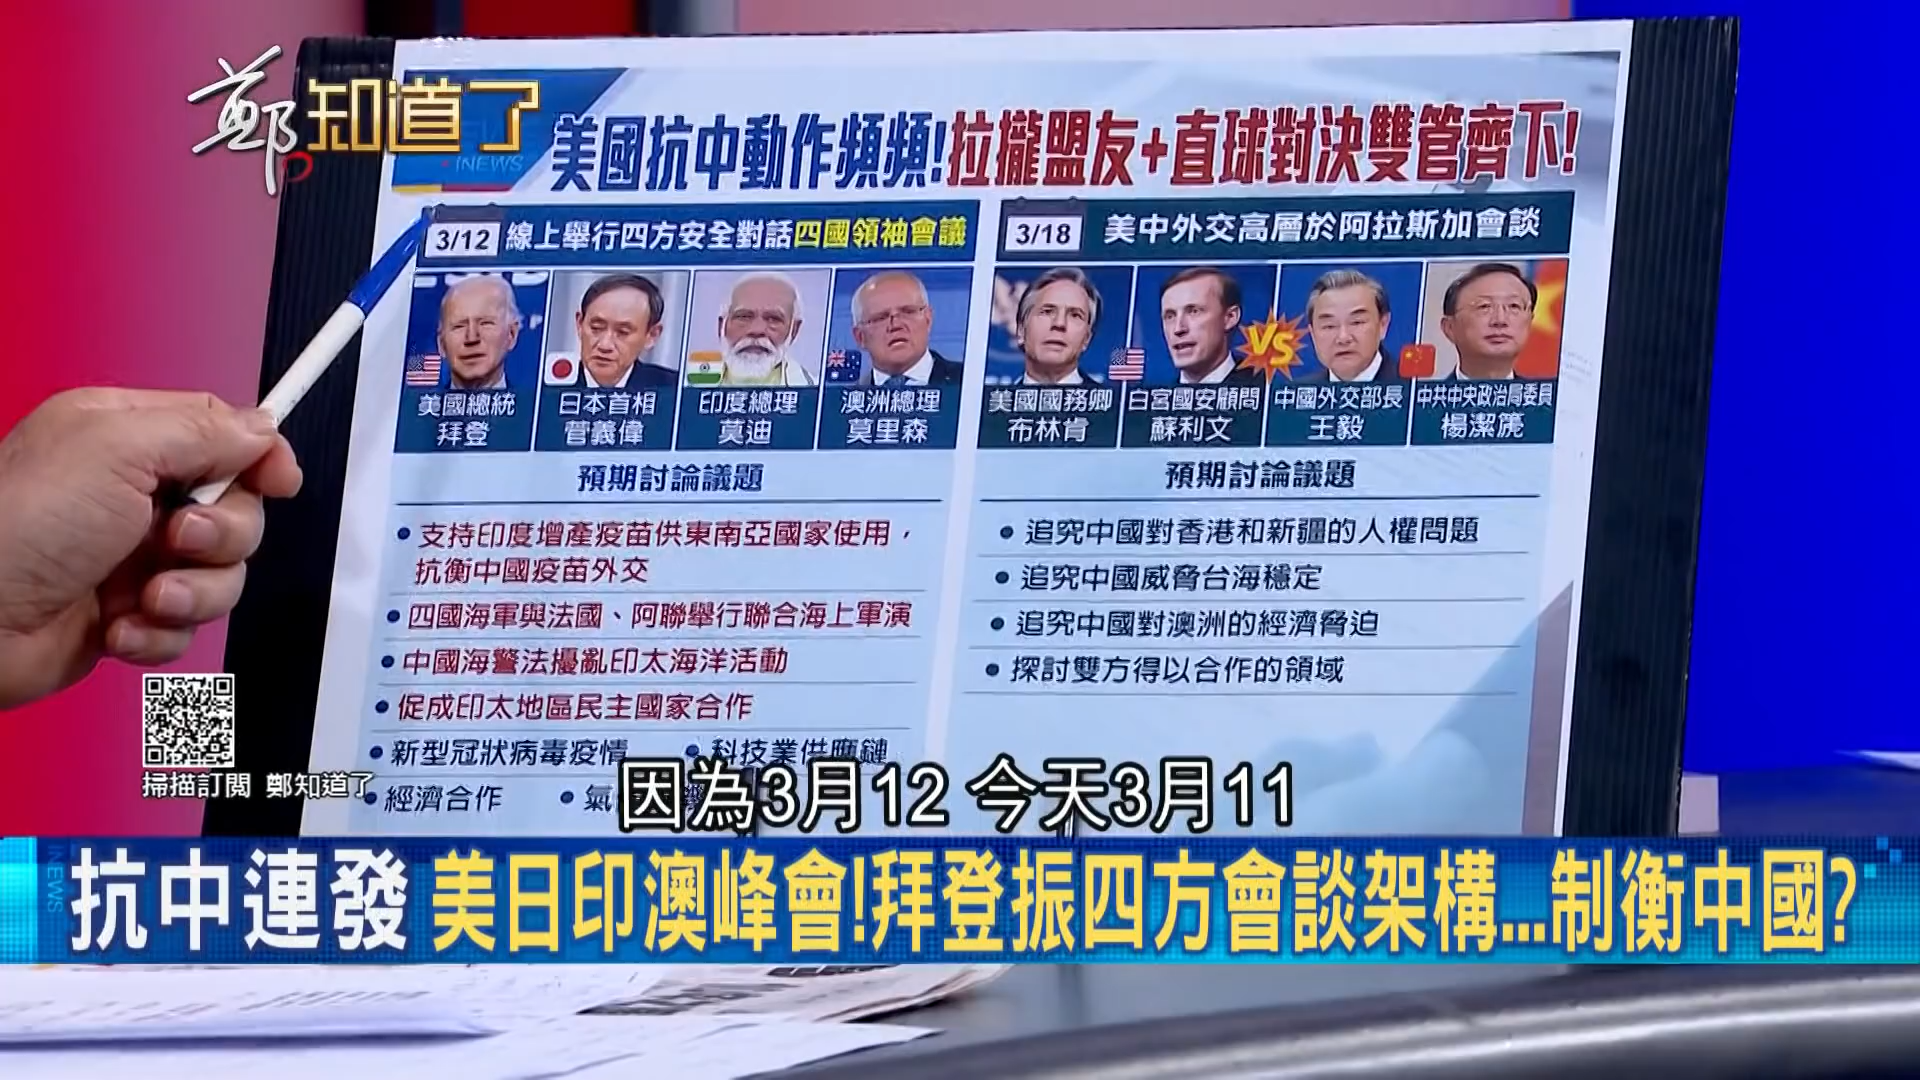 鄭知道了
iNEWS
美國抗中動作頻頻!拉攏盟友+直球對決雙管齊下!
3/12 線上舉行四方安全對話四國領袖會議
美國總統
拜登
日本首相
菅義偉
印度總理
莫迪
澳洲總理
莫里森
預期討論議題
支持印度增產疫苗供東南亞國家使用，
抗衡中國疫苗外交
四國海軍與法國、阿聯舉行聯合海上軍演
中國海警法擾亂印太海洋活動
促成印太地區民主國家合作
新型冠狀病毒疫情
科技業供應鏈
經濟合作
氣
3/18 美中外交高層於阿拉斯加會談
美國國務卿
布林肯
白宮國安顧問
蘇利文
VS
中國外交部長
王毅
中共中央政治局委員
楊潔篪
預期討論議題
追究中國對香港和新疆的人權問題
追究中國威脅台海穩定
追究中國對澳洲的經濟脅迫
探討雙方得以合作的領域
掃描訂閱 鄭知道了
因為3月12 今天3月11
NEWS
抗中連發 美日印澳峰會!拜登振四方會談架構...制衡中國?